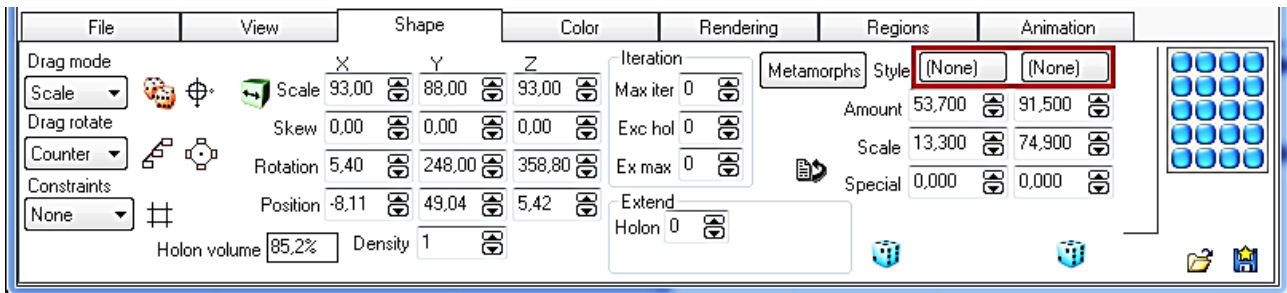 File View Shape Color Rendering Regions Animation
Drag mode X Y Z Iteration Metamorphs Style (None) (None)
Scale Scale 93,00 88,00 93,00 Max iter 0 Amount 53,700 91,500
Drag rotate Skew 0,00 0,00 0,00 Exc hol 0 Scale 13,300 74,900
Counter Rotation 5,40 248,00 358,80 Ex max 0 Special 0,000 0,000
Constraints Position -8,11 49,04 5,42 Extend
None Holon 0
Holon volume 85,2% Density 1